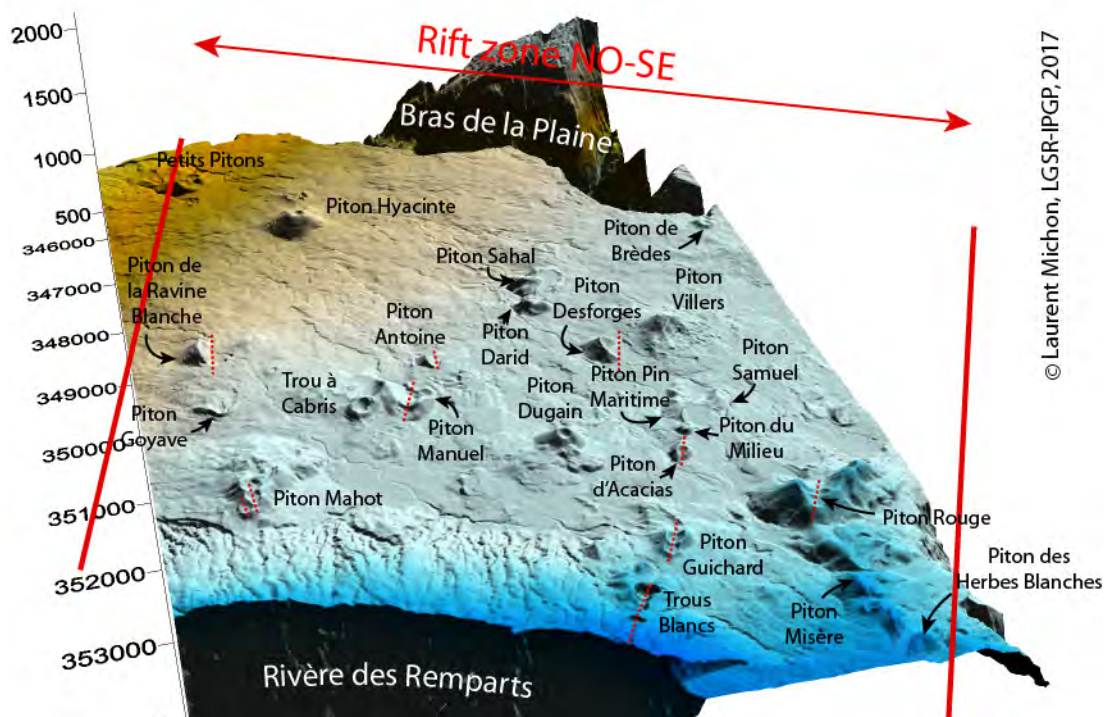 2000
Rift zone NO-SE
1500
Bras de la Plaine
1000
Petits Pitons
500
Piton Hyacinte
346000
Piton de
Brèdes
Piton Sahal
Piton de
la Ravine
Blanche
347000
Piton
Desforges
Piton
Villers
Piton
Antoine
348000
Piton
Darid
Piton
Samuel
Trou à
Cabris
349000
Piton
Dugain
Piton Pin
Maritime
Piton
Goyave
Piton
Manuel
Piton du
Milieu
350000
Piton
d'Acacias
Piton Mahot
351000
Piton Rouge
Piton
Guichard
Piton des
Herbes Blanches
352000
Trous
Blancs
Piton
Misère
353000
Rivère des Remparts
© Laurent Michon, LGSR-IPGP, 2017